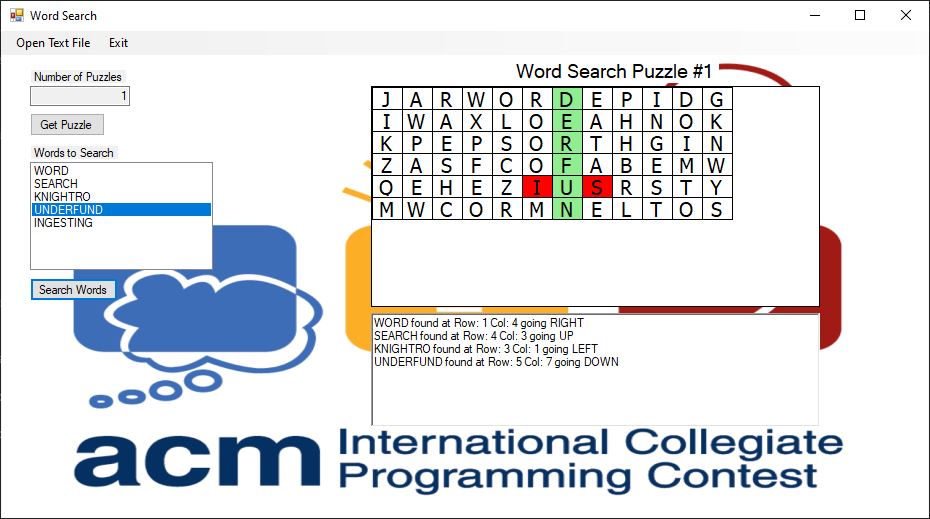 Word Search
Open Text File Exit
Number of Puzzles
1
Get Puzzle
Words to Search
WORD
SEARCH
KNIGHTRO
UNDERFUND
INGESTING
Search Words
Word Search Puzzle #1
J A R W O R D E P I D G
I W A X L O E A H N O K
K P E P S O R T H G I N
Z A S F C O F A B E M W
Q E H E Z I U S R S T Y
M W C O R M N E L T O S
WORD found at Row: 1 Col: 4 going RIGHT
SEARCH found at Row: 4 Col: 3 going UP
KNIGHTRO found at Row: 3 Col: 1 going LEFT
UNDERFUND found at Row: 5 Col: 7 going DOWN
acm International Collegiate
Programming Contest